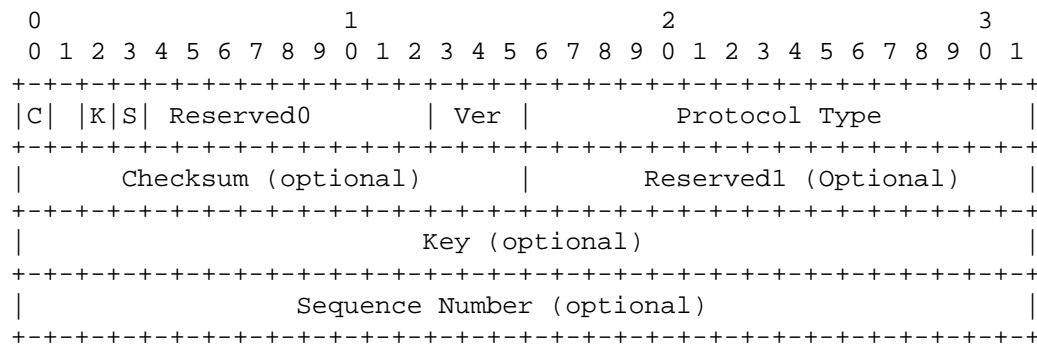 0                   1                   2                   3
 0 1 2 3 4 5 6 7 8 9 0 1 2 3 4 5 6 7 8 9 0 1 2 3 4 5 6 7 8 9 0 1
+-+-+-+-+-+-+-+-+-+-+-+-+-+-+-+-+-+-+-+-+-+-+-+-+-+-+-+-+-+-+-+-+
|C| |K|S| Reserved0       | Ver |         Protocol Type         |
+-+-+-+-+-+-+-+-+-+-+-+-+-+-+-+-+-+-+-+-+-+-+-+-+-+-+-+-+-+-+-+-+
|      Checksum (optional)      |       Reserved1 (Optional)    |
+-+-+-+-+-+-+-+-+-+-+-+-+-+-+-+-+-+-+-+-+-+-+-+-+-+-+-+-+-+-+-+-+
|                         Key (optional)                        |
+-+-+-+-+-+-+-+-+-+-+-+-+-+-+-+-+-+-+-+-+-+-+-+-+-+-+-+-+-+-+-+-+
|                 Sequence Number (optional)                    |
+-+-+-+-+-+-+-+-+-+-+-+-+-+-+-+-+-+-+-+-+-+-+-+-+-+-+-+-+-+-+-+-+